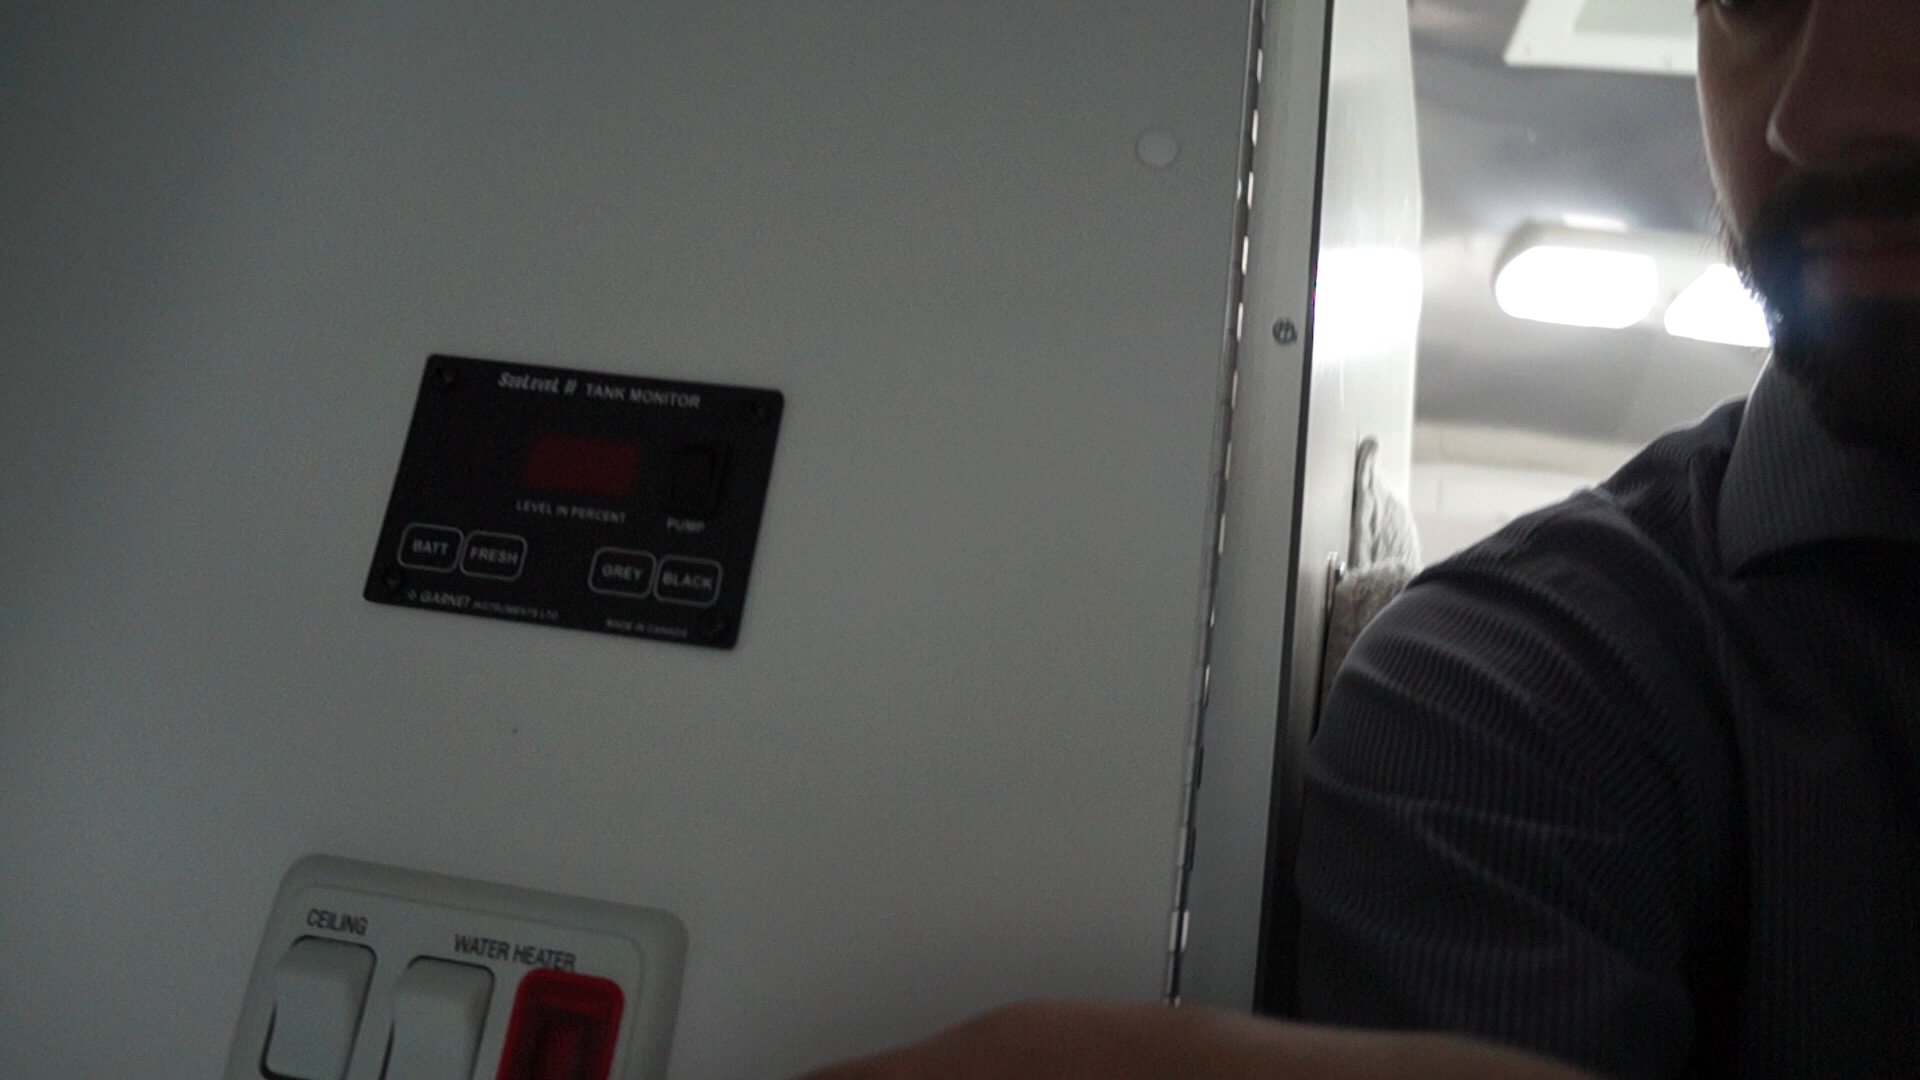 SeeLeveL II TANK MONITOR
LEVEL IN PERCENT
PUMP
BATT FRESH GREY BLACK
GARNET INSTRUMENTS LTD.
MADE IN CANADA
CEILING
WATER HEATER